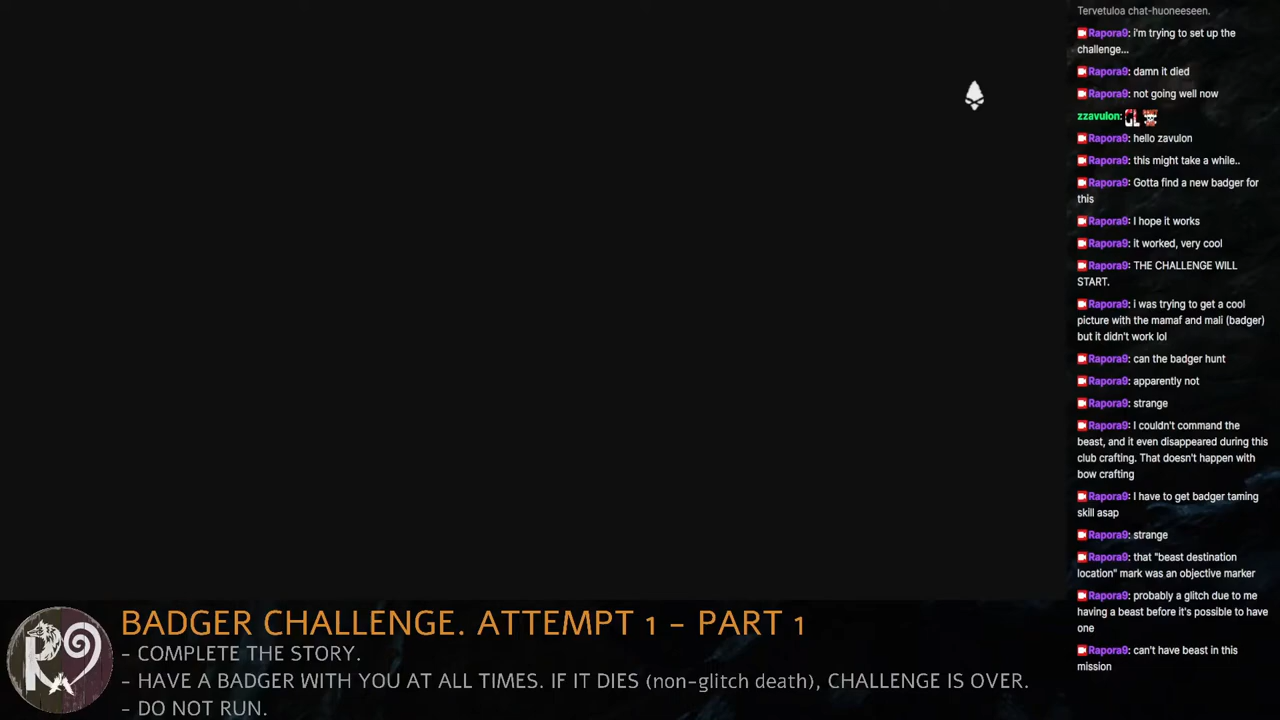 Tervetuloa chat-huoneeseen.
Rapora9: i'm trying to set up the
challenge...
Rapora9: damn it died
Rapora9: not going well now
zzavulon: GL
Rapora9: hello zavulon
Rapora9: this might take a while..
Rapora9: Gotta find a new badger for
this
Rapora9: I hope it works
Rapora9: it worked, very cool
Rapora9: THE CHALLENGE WILL
START.
Rapora9: i was trying to get a cool
picture with the mamaf and mali (badger)
but it didn't work lol
Rapora9: can the badger hunt
Rapora9: apparently not
Rapora9: strange
Rapora9: I couldn't command the
beast, and it even disappeared during this
club crafting. That doesn't happen with
bow crafting
Rapora9: I have to get badger taming
skill asap
Rapora9: strange
Rapora9: that "beast destination
location" mark was an objective marker
Rapora9: probably a glitch due to me
having a beast before it's possible to have
one
Rapora9: can't have beast in this
mission
R9
BADGER CHALLENGE. ATTEMPT 1 - PART 1
- COMPLETE THE STORY.
- HAVE A BADGER WITH YOU AT ALL TIMES. IF IT DIES (non-glitch death), CHALLENGE IS OVER.
- DO NOT RUN.